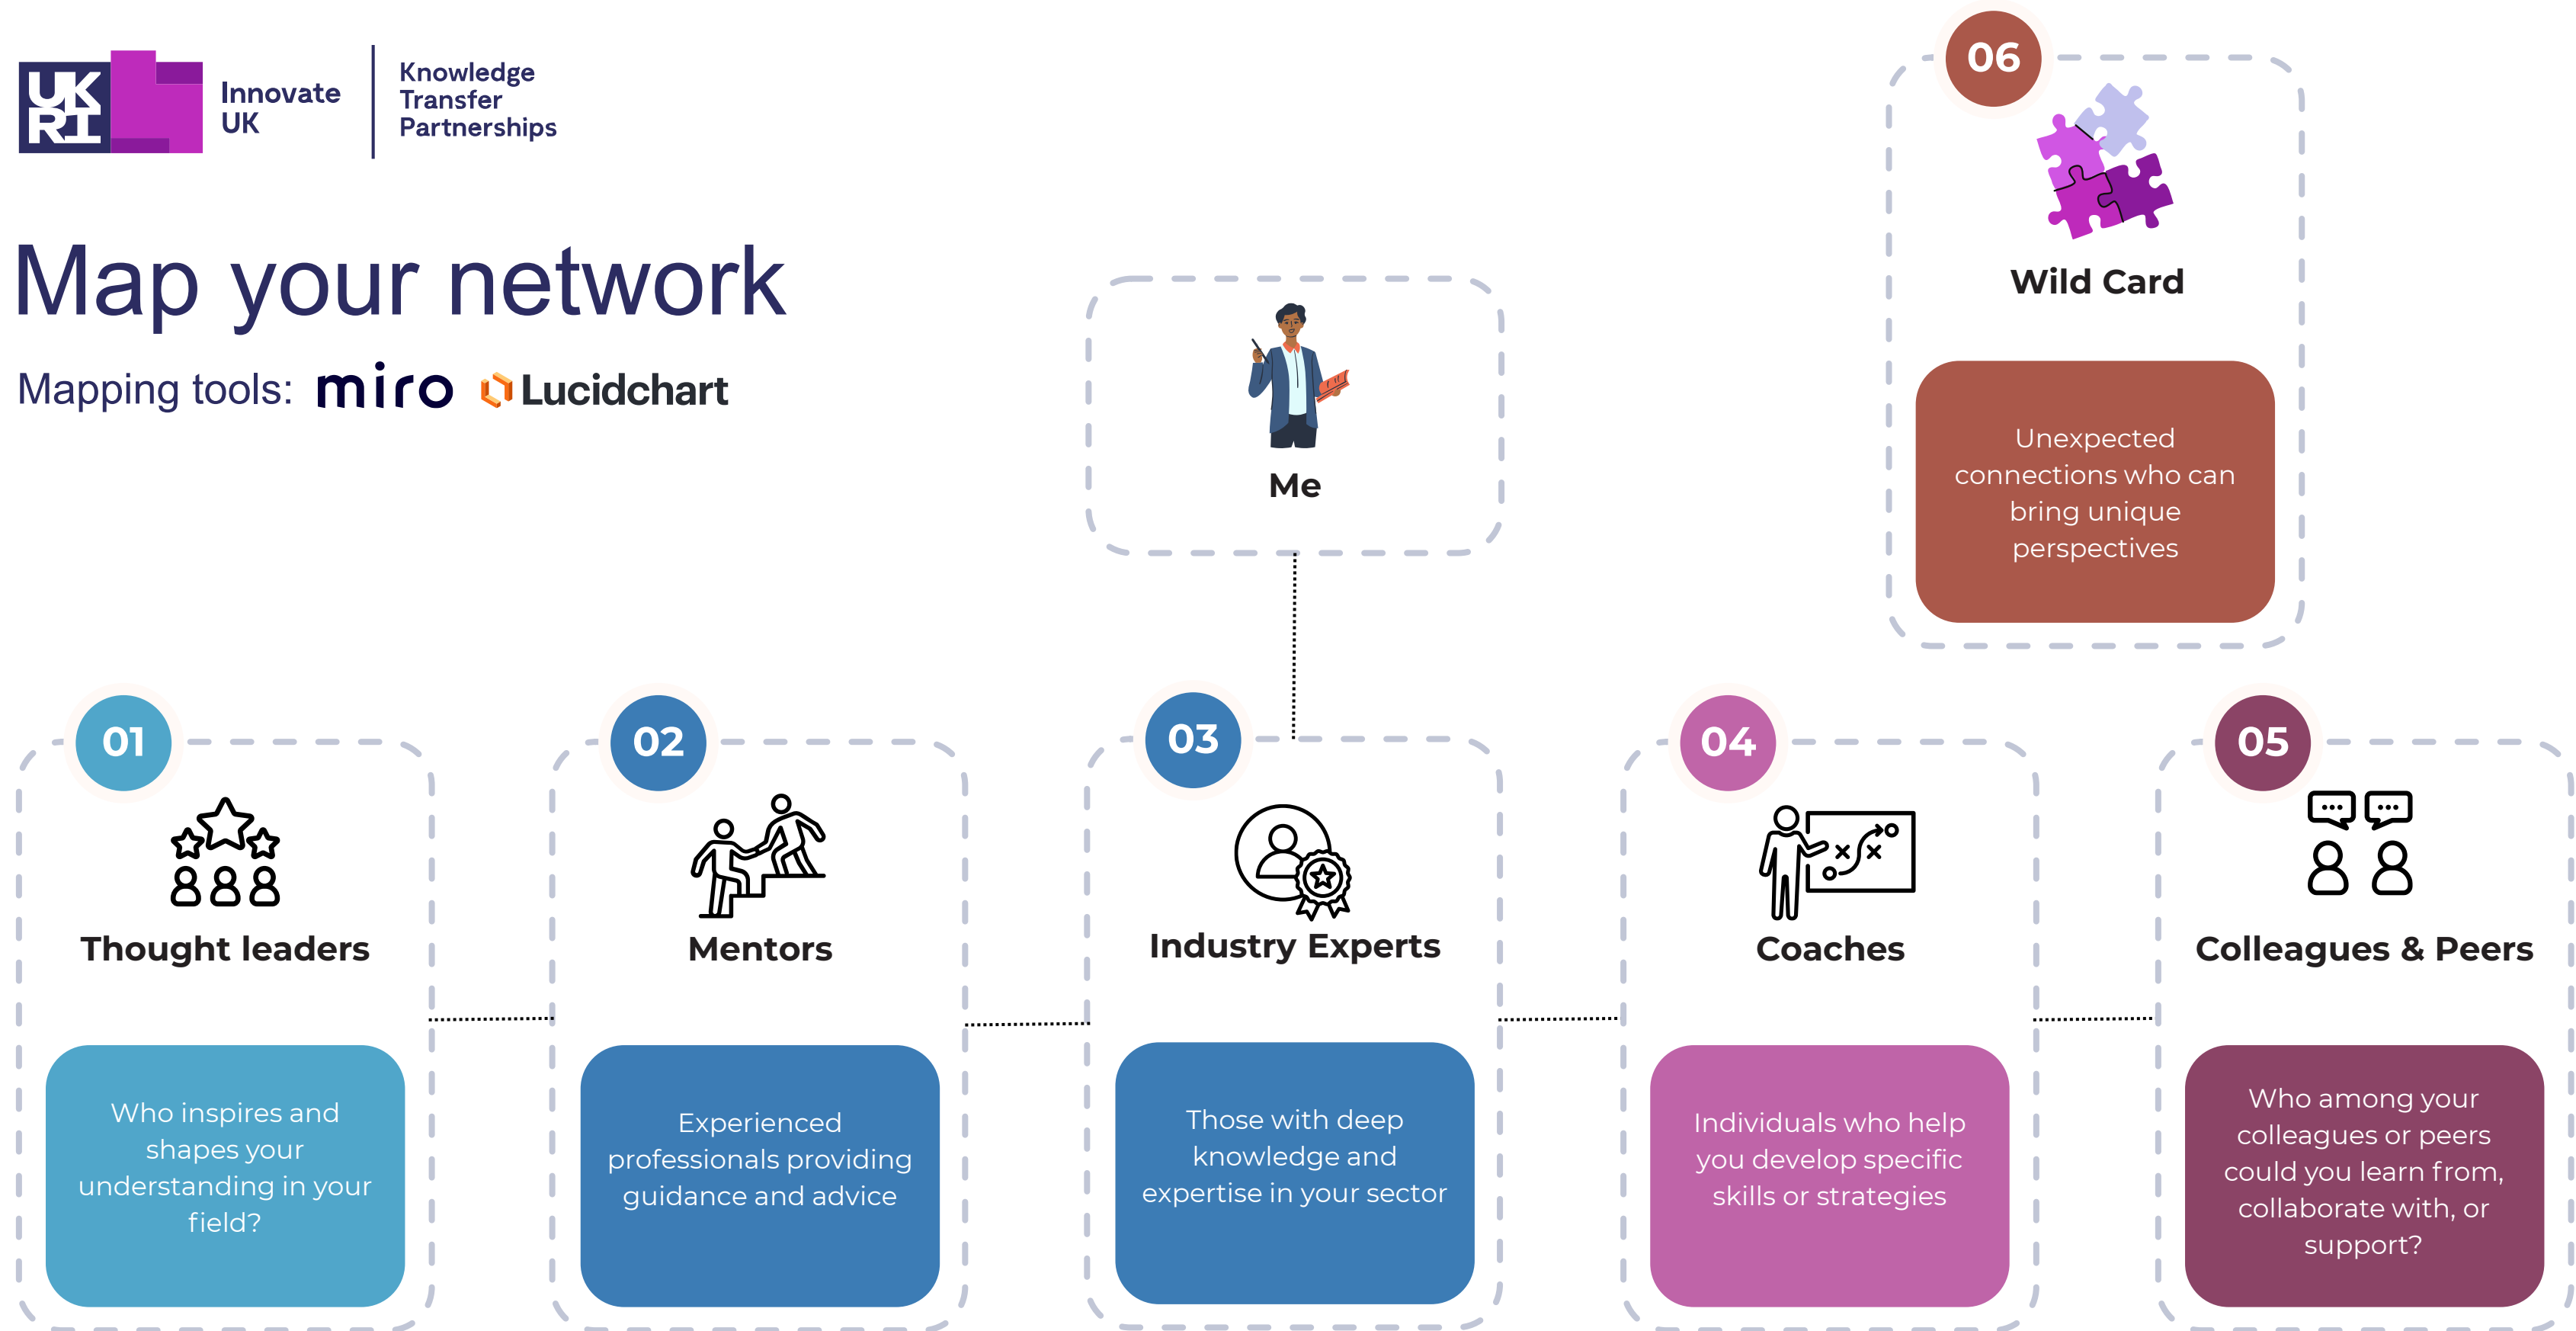 UK
RI
Innovate
UK
Knowledge
Transfer
Partnerships
Map your network
Mapping tools: miro Lucidchart
Me
06
Wild Card
Unexpected
connections who can
bring unique
perspectives
01
Thought leaders
Who inspires and
shapes your
understanding in your
field?
02
Mentors
Experienced
professionals providing
guidance and advice
03
Industry Experts
Those with deep
knowledge and
expertise in your sector
04
Coaches
Individuals who help
you develop specific
skills or strategies
05
Colleagues & Peers
Who among your
colleagues or peers
could you learn from,
collaborate with, or
support?